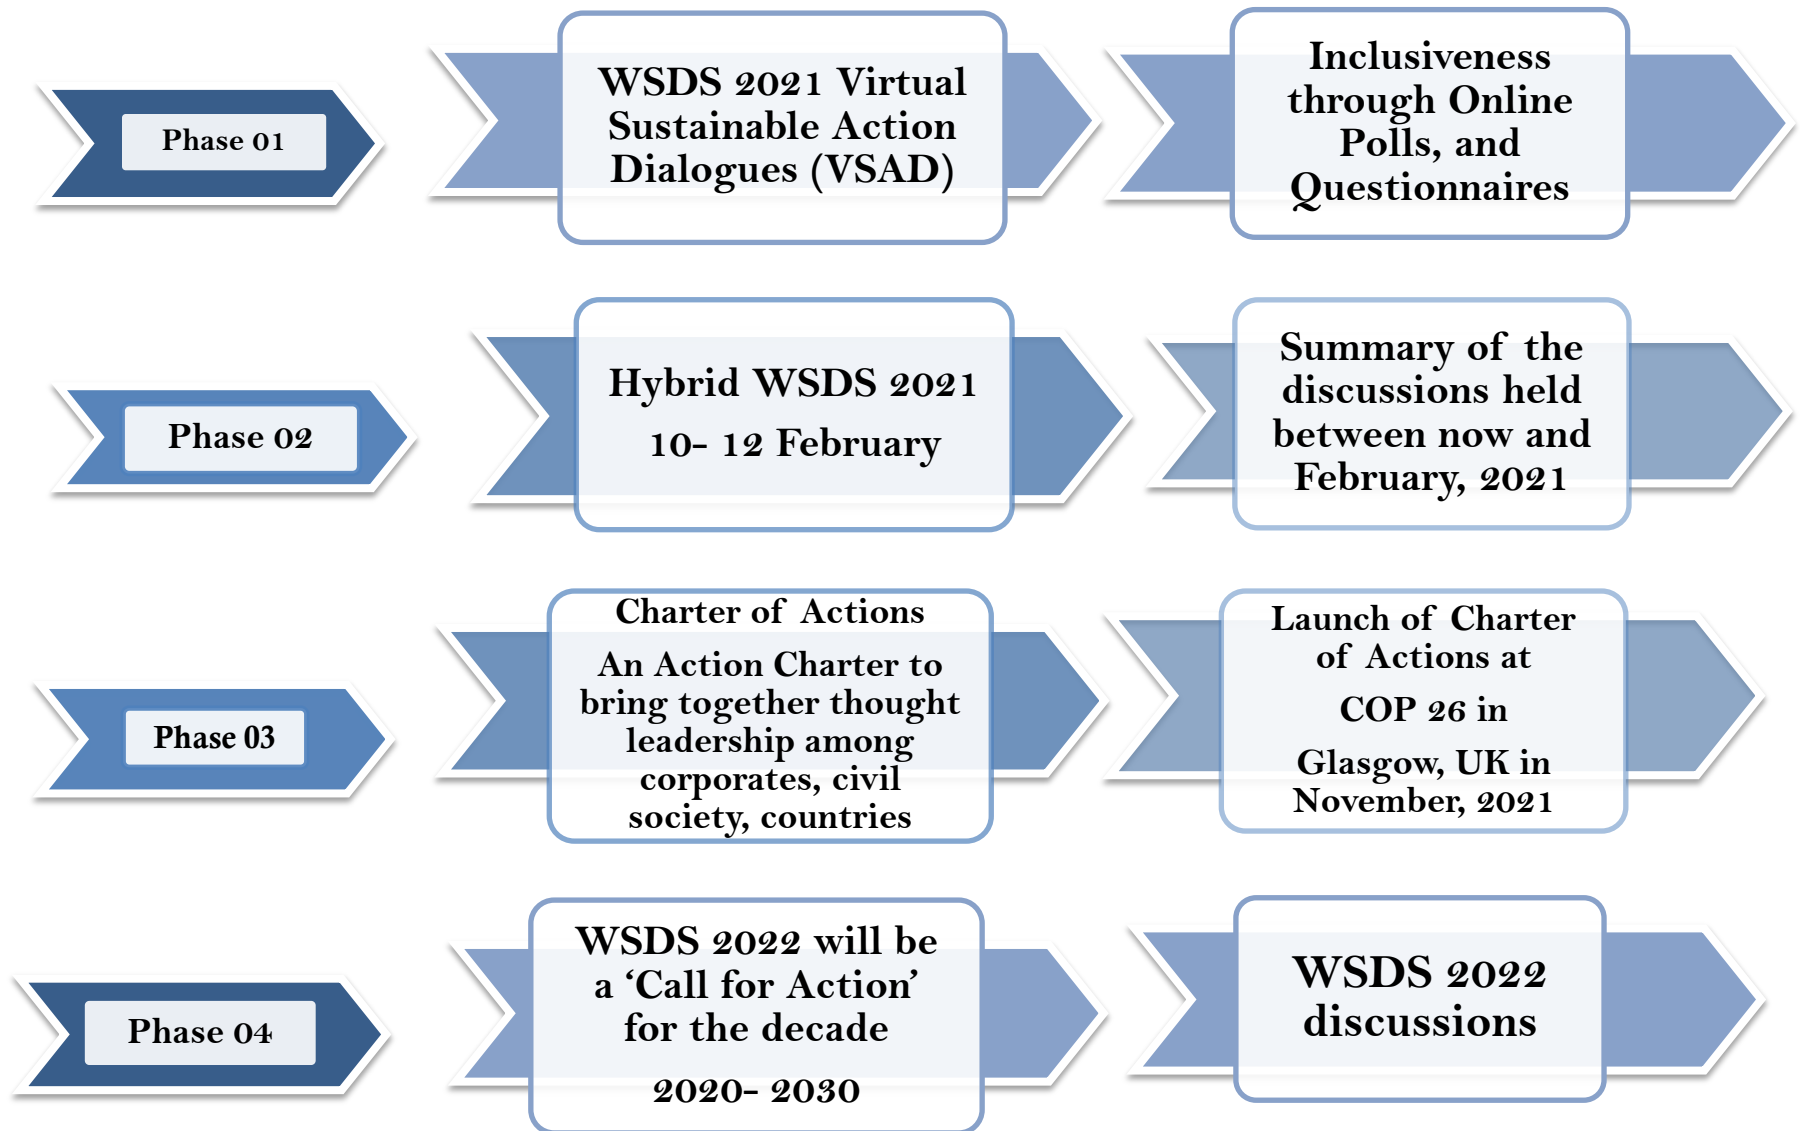 Phase 01
WSDS 2021 Virtual
Sustainable Action
Dialogues (VSAD)
Inclusiveness
through Online
Polls, and
Questionnaires
Phase 02
Hybrid WSDS 2021
10- 12 February
Summary of the
discussions held
between now and
February, 2021
Phase 03
Charter of Actions
An Action Charter to
bring together thought
leadership among
corporates, civil
society, countries
Launch of Charter
of Actions at
COP 26 in
Glasgow, UK in
November, 2021
Phase 04
WSDS 2022 will be
a ‘Call for Action’
for the decade
2020- 2030
WSDS 2022
discussions